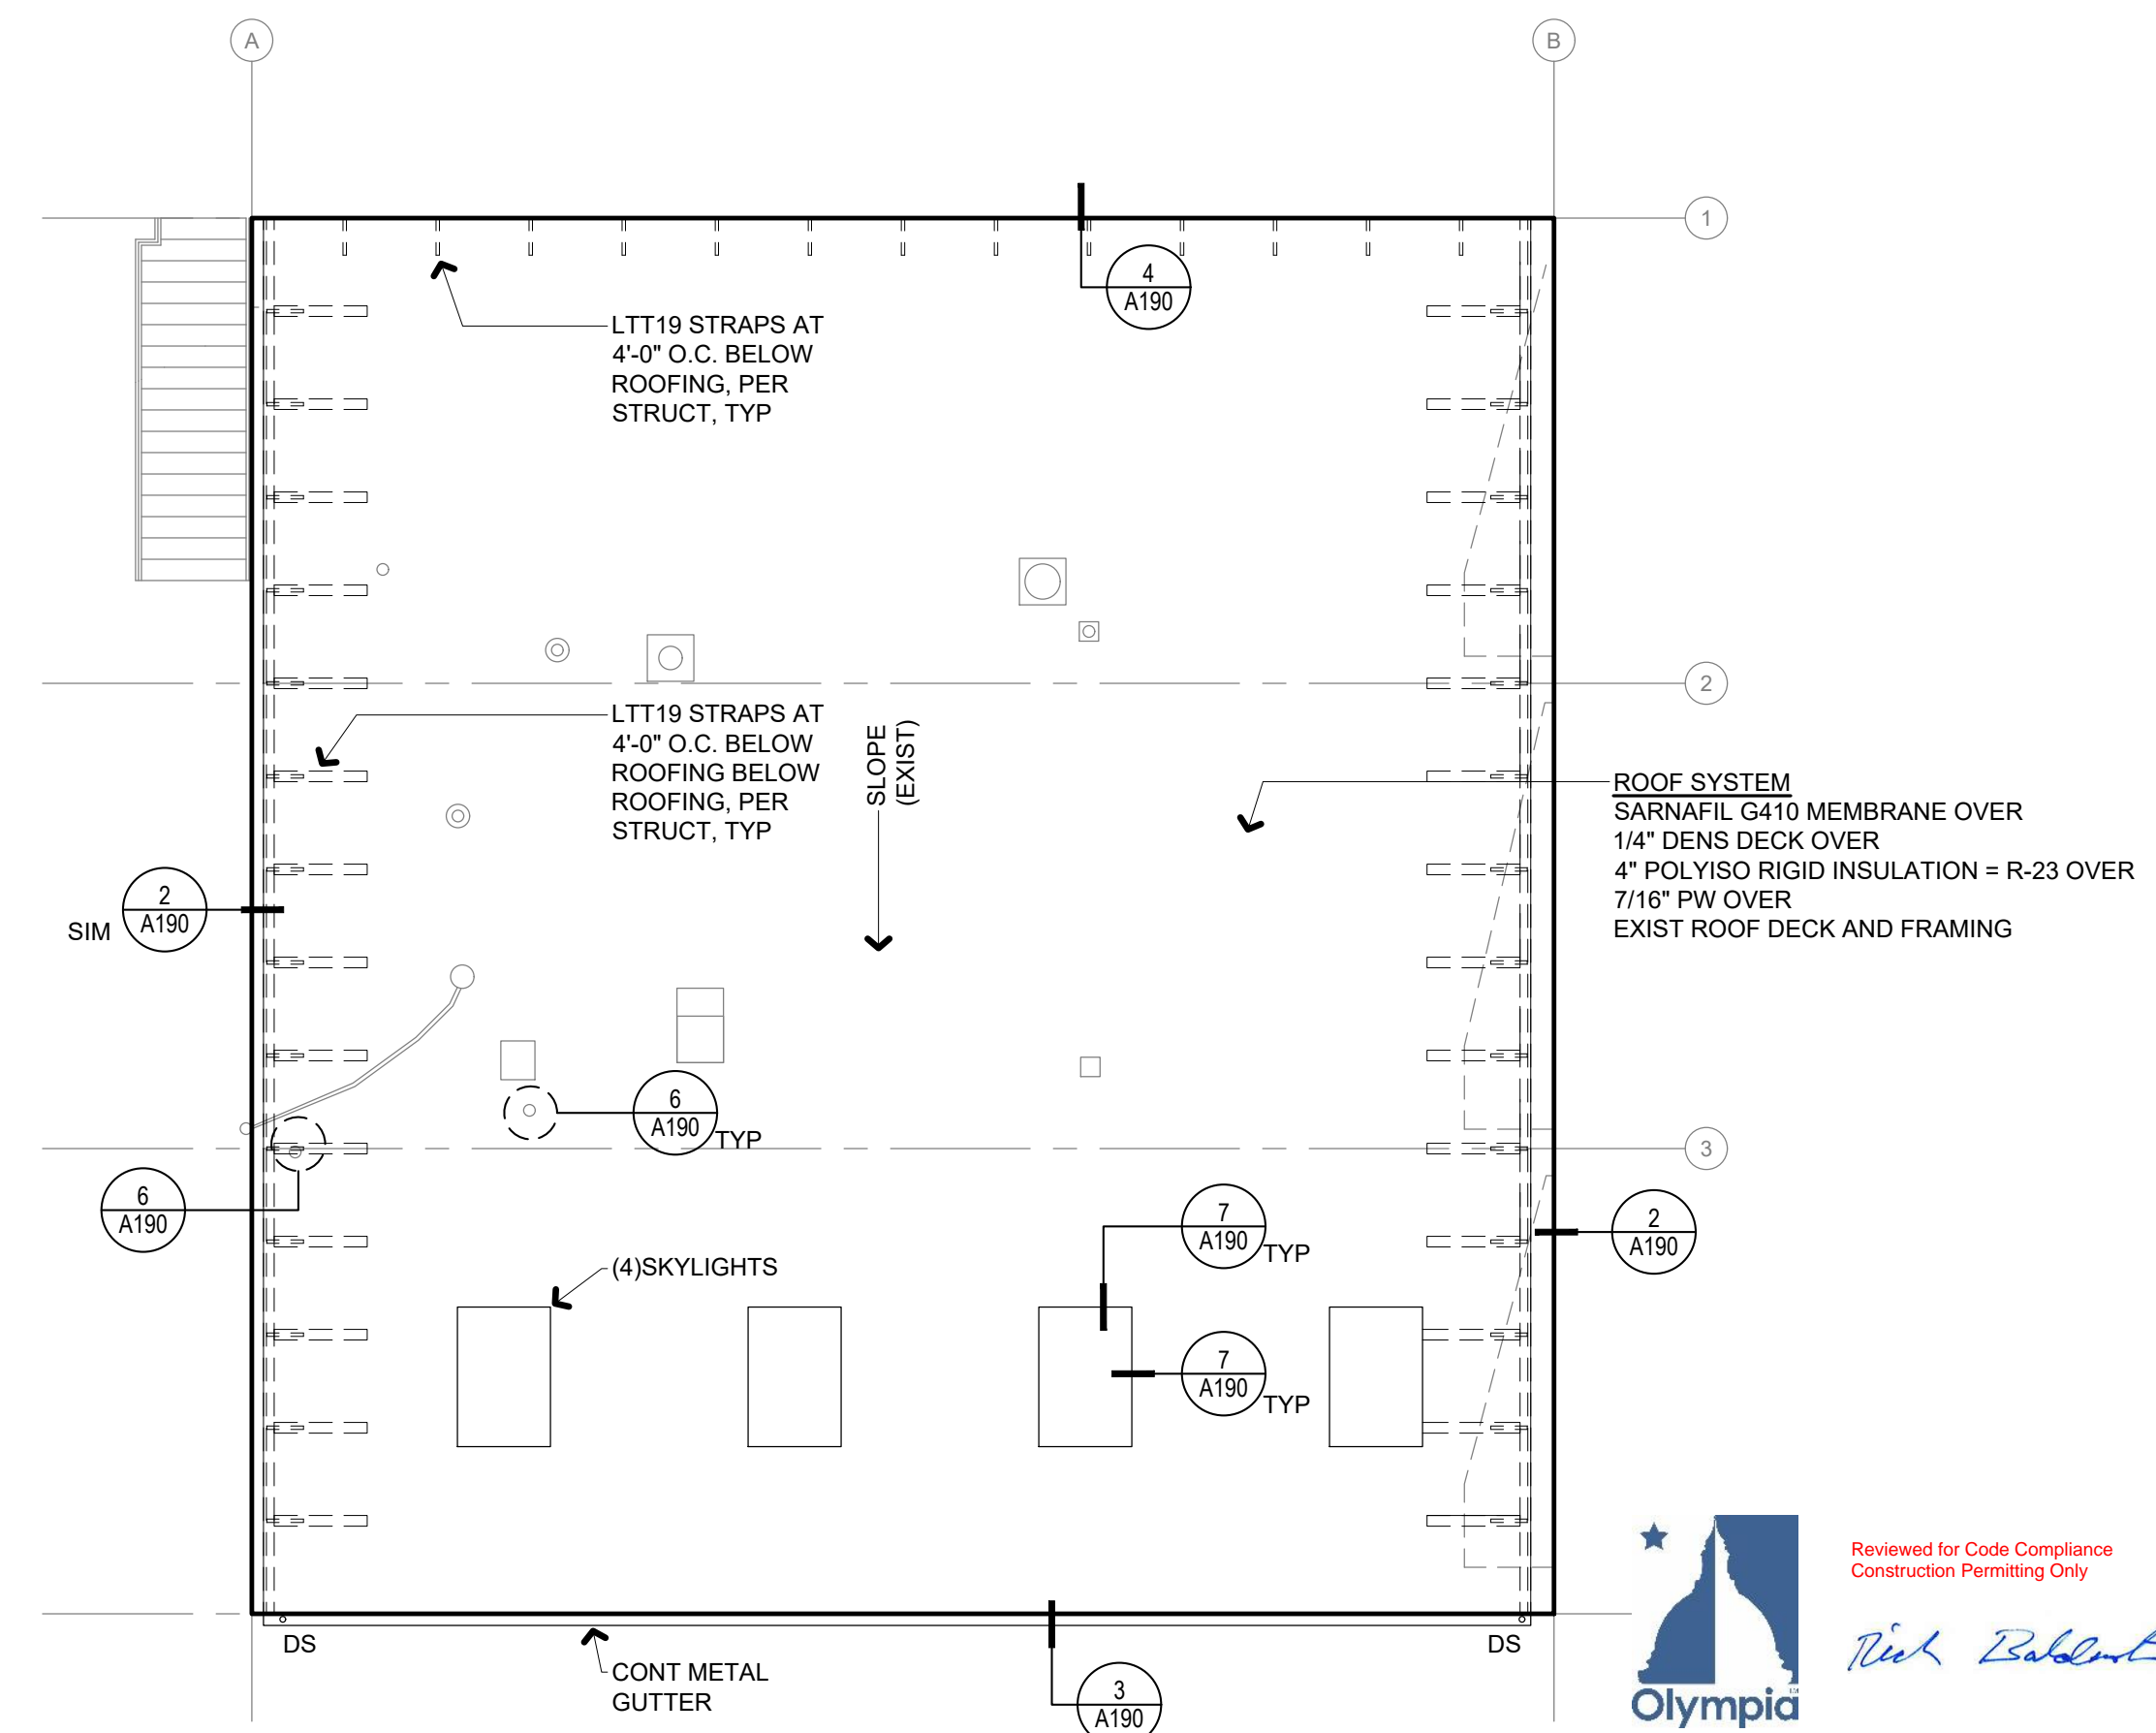 A
B
1
4
A190
LTT19 STRAPS AT
4'-0" O.C. BELOW
ROOFING, PER
STRUCT, TYP
2
LTT19 STRAPS AT
4'-0" O.C. BELOW
ROOFING BELOW
ROOFING, PER
STRUCT, TYP
SLOPE
(EXIST)
ROOF SYSTEM
SARNAFIL G410 MEMBRANE OVER
1/4" DENS DECK OVER
4" POLYISO RIGID INSULATION = R-23 OVER
7/16" PW OVER
EXIST ROOF DECK AND FRAMING
SIM
2
A190
6
A190
TYP
3
6
A190
7
A190
TYP
2
A190
(4)SKYLIGHTS
7
A190
TYP
DS
DS
CONT METAL
GUTTER
3
A190
Reviewed for Code Compliance
Construction Permitting Only
Rich
Olympia